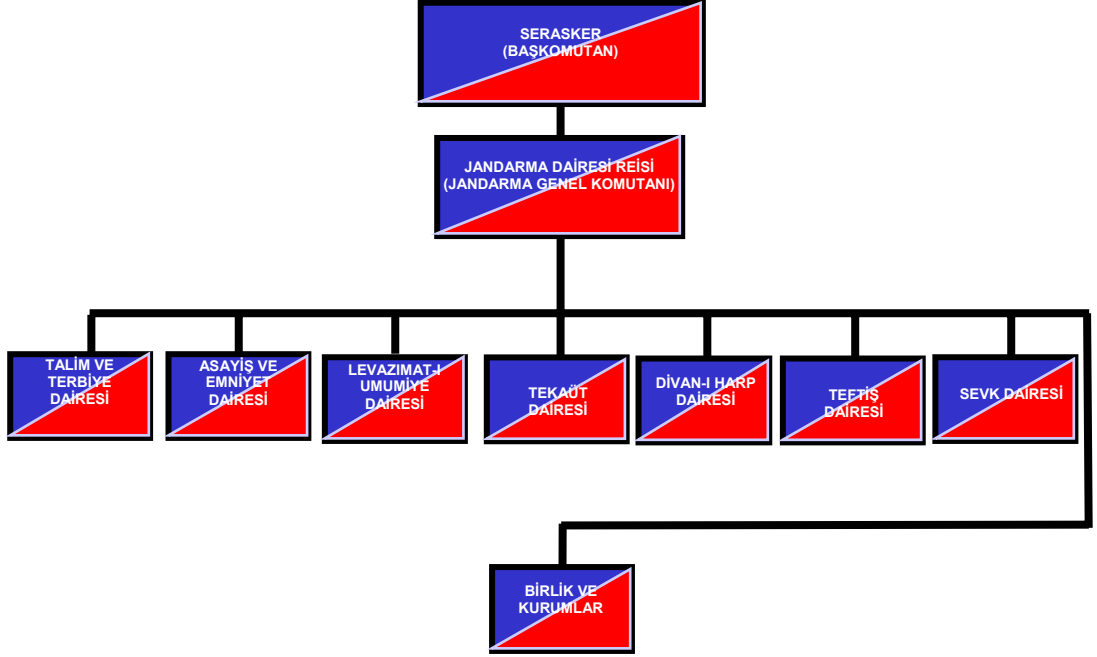 SERASKER
(BAŞKOMUTAN)
JANDARMA DAİRESİ REİSİ
(JANDARMA GENEL KOMUTANI)
TALİM VE
TERBİYE
DAİRESİ
ASAYİŞ VE
EMNİYET
DAİRESİ
LEVAZIMAT-I
UMUMİYE
DAİRESİ
TEKAÜT
DAİRESİ
DİVAN-I HARP
DAİRESİ
TEFTİŞ
DAİRESİ
SEVK DAİRESİ
BİRLİK VE
KURUMLAR